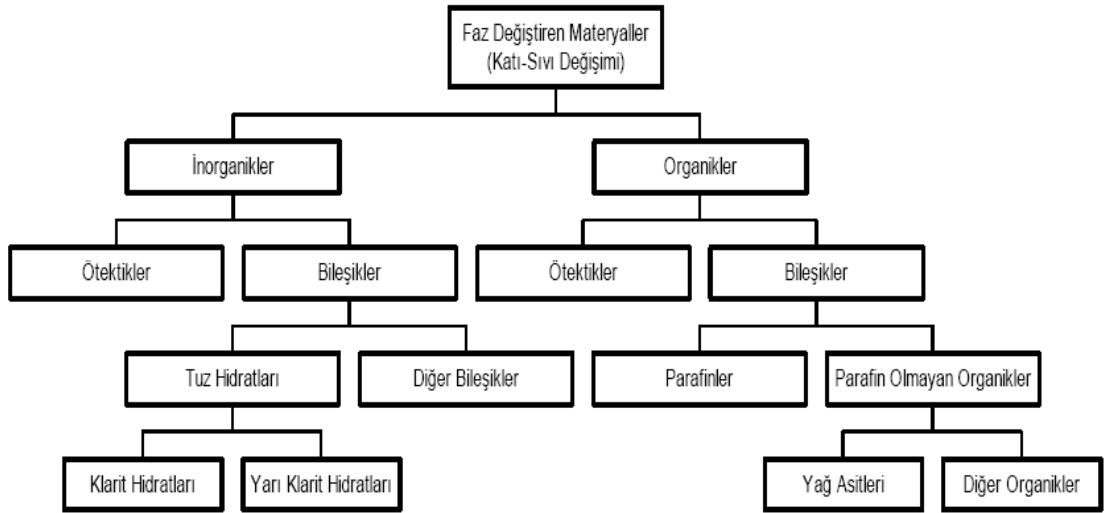 Faz Değiştiren Materyaller
(Katı-Sıvı Değişimi)
İnorganikler
Organikler
Ötektikler
Bileşikler
Ötektikler
Bileşikler
Tuz Hidratları
Diğer Bileşikler
Parafinler
Parafin Olmayan Organikler
Klarit Hidratları
Yarı Klarit Hidratları
Yağ Asitleri
Diğer Organikler